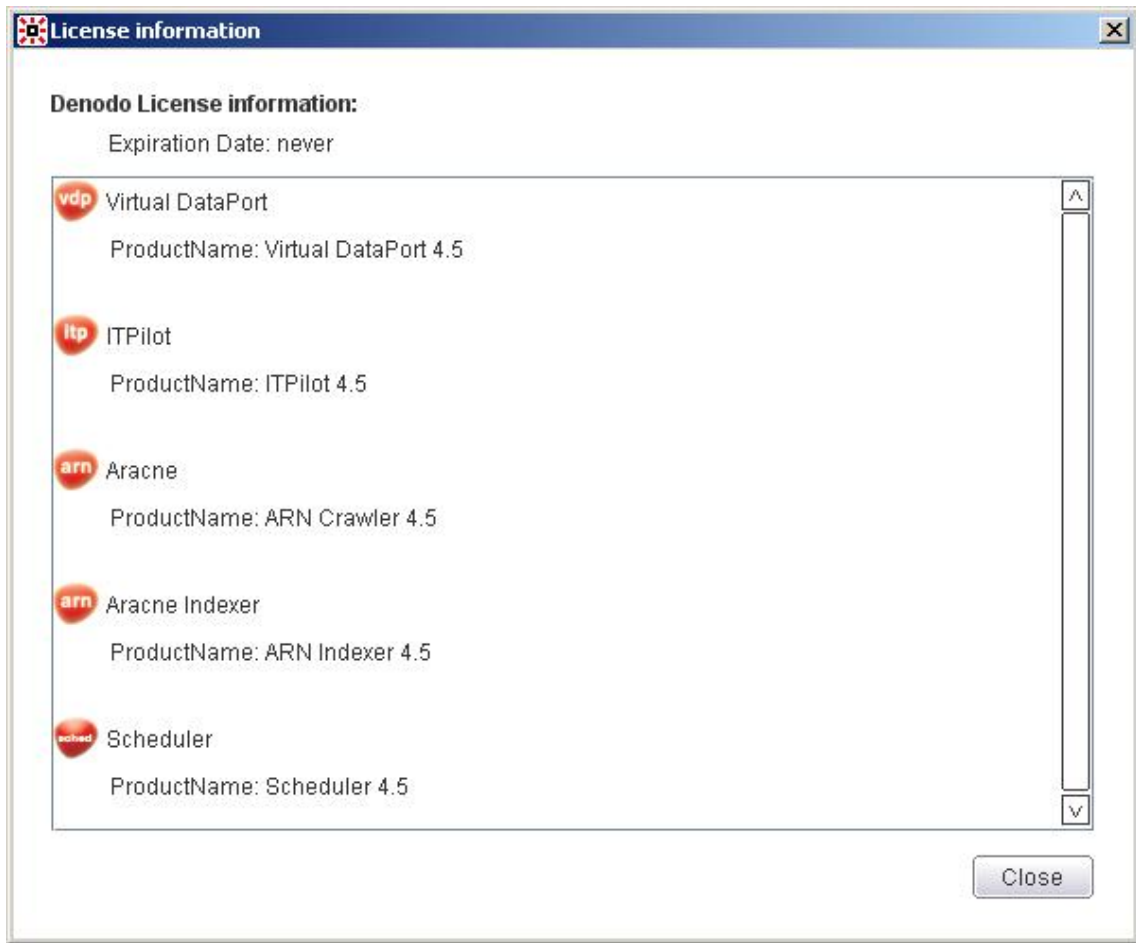 License information
Denodo License information:
Expiration Date: never
vdp Virtual DataPort
ProductName: Virtual DataPort 4.5
itp ITPilot
ProductName: ITPilot 4.5
arn Aracne
ProductName: ARN Crawler 4.5
arn Aracne Indexer
ProductName: ARN Indexer 4.5
sched Scheduler
ProductName: Scheduler 4.5
Close